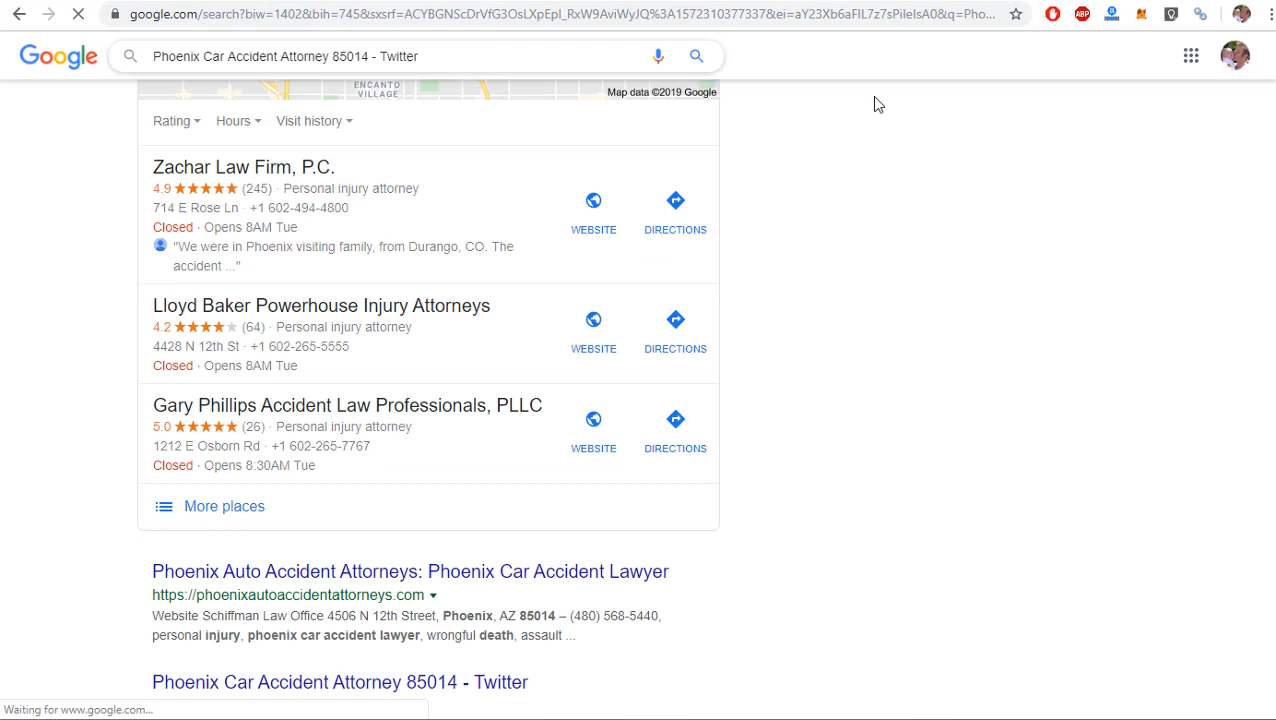 google.com/search?biw=1402&bih=745&sxsrf=ACYBGNScDrVfG3OsLXpEpI_RxW9AviWyJQ%3A1572310377337&ei=aY23Xb6aFIL7z7sPileIsA0&q=Pho...
ABP
Google
Phoenix Car Accident Attorney 85014 - Twitter
ENCANTO
VILLAGE
Map data ©2019 Google
Rating Hours Visit history
Zachar Law Firm, P.C.
4.9 (245) · Personal injury attorney
714 E Rose Ln · +1 602-494-4800
Closed · Opens 8AM Tue
"We were in Phoenix visiting family, from Durango, CO. The
accident ..."
WEBSITE DIRECTIONS
Lloyd Baker Powerhouse Injury Attorneys
4.2 (64) · Personal injury attorney
4428 N 12th St · +1 602-265-5555
Closed · Opens 8AM Tue
WEBSITE DIRECTIONS
Gary Phillips Accident Law Professionals, PLLC
5.0 (26) · Personal injury attorney
1212 E Osborn Rd · +1 602-265-7767
Closed · Opens 8:30AM Tue
WEBSITE DIRECTIONS
More places
Phoenix Auto Accident Attorneys: Phoenix Car Accident Lawyer
https://phoenixautoaccidentattorneys.com
Website Schiffman Law Office 4506 N 12th Street, Phoenix, AZ 85014 – (480) 568-5440,
personal injury, phoenix car accident lawyer, wrongful death, assault ...
Phoenix Car Accident Attorney 85014 - Twitter
Waiting for www.google.com...